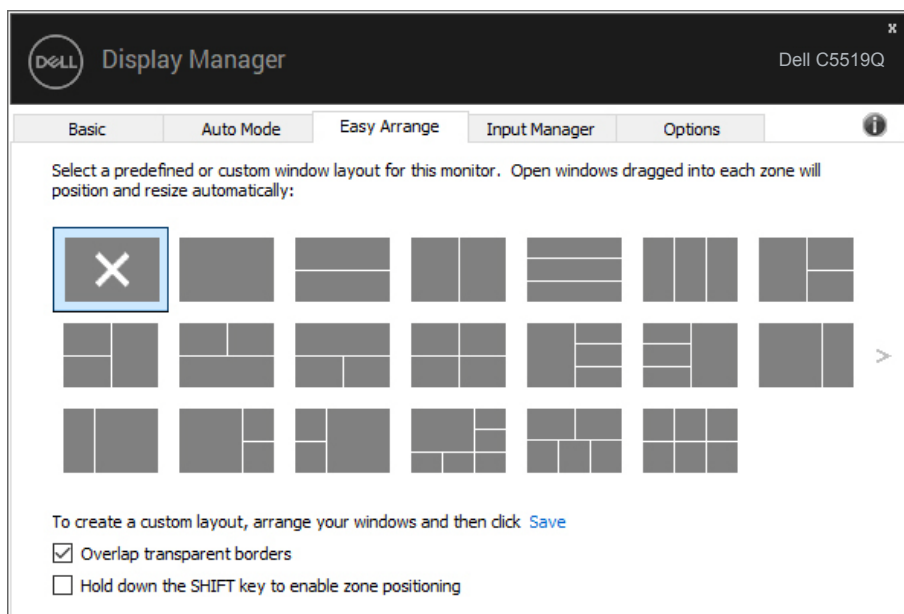 x
DELL Display Manager
Dell C5519Q
Basic Auto Mode Easy Arrange Input Manager Options
Select a predefined or custom window layout for this monitor. Open windows dragged into each zone will
position and resize automatically:
>
To create a custom layout, arrange your windows and then click Save
Overlap transparent borders
Hold down the SHIFT key to enable zone positioning